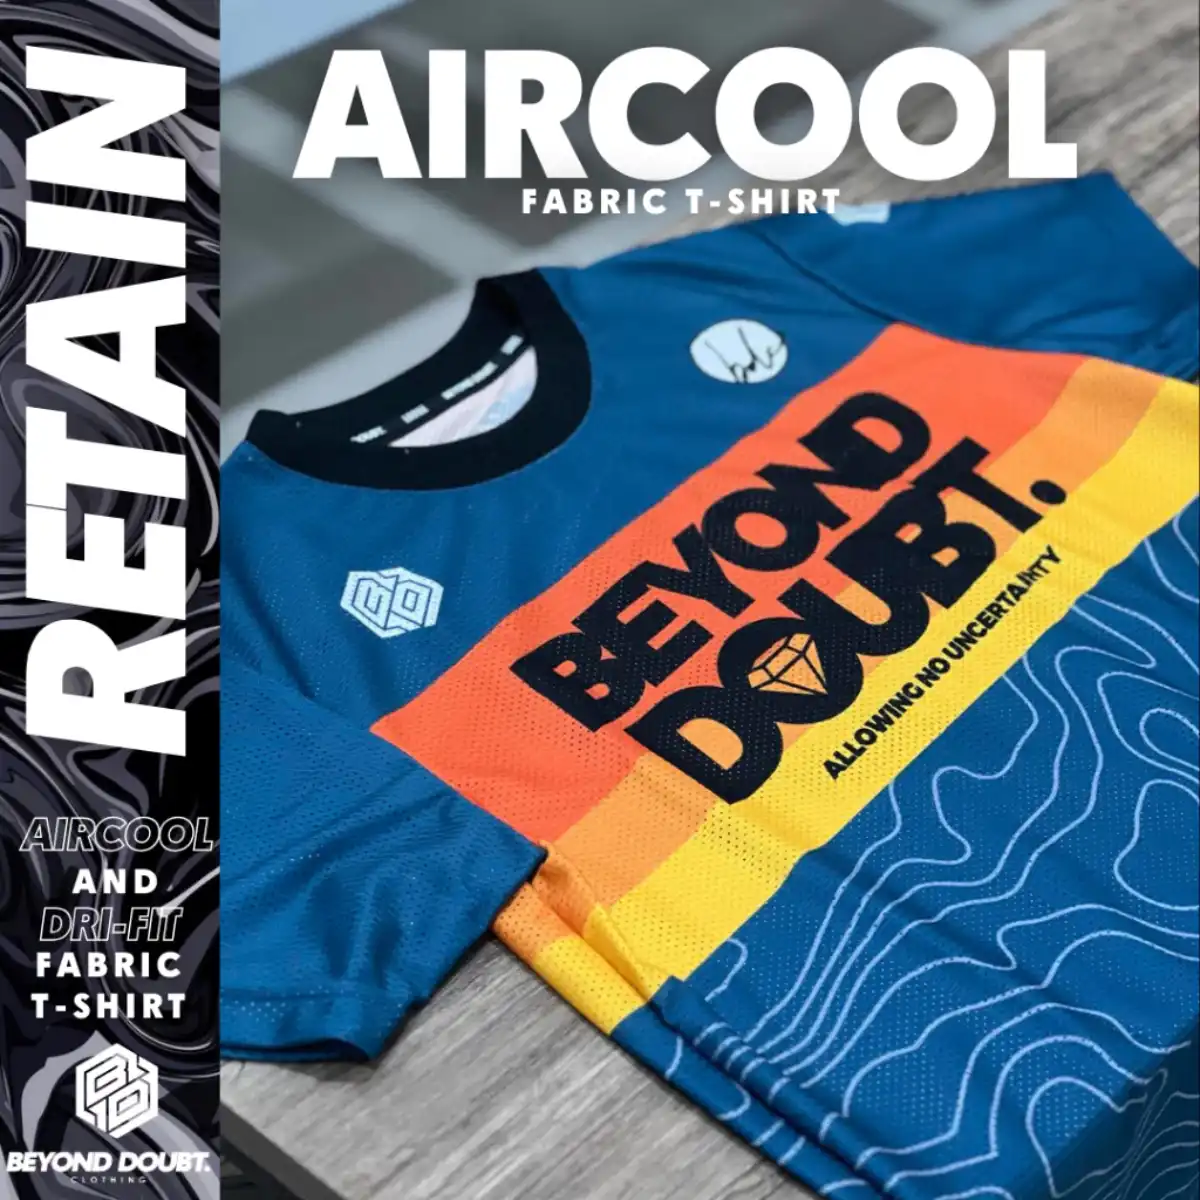 RETAIN
AIRCOOL
AND
DRI-FIT
FABRIC
T-SHIRT
BEYOND DOUBT.
CLOTHING
AIRCOOL
FABRIC T-SHIRT
BEYOND
DOUBT.
ALLOWING NO UNCERTAINTY